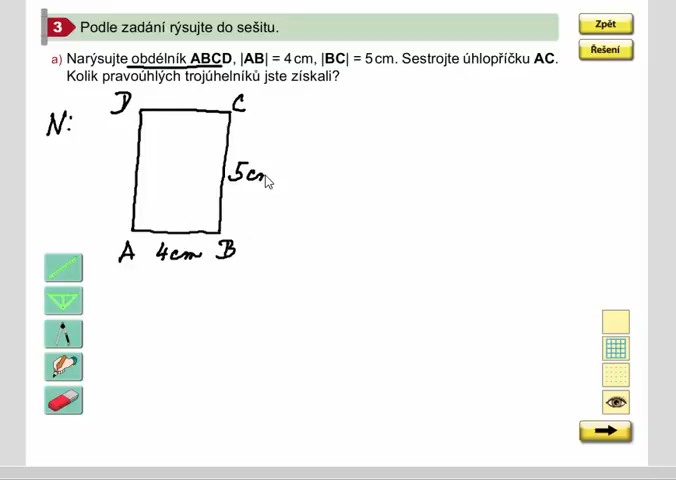 3 Podle zadání rýsujte do sešitu.
Zpět
Řešení
a) Narýsujte obdélník ABCD, |AB| = 4 cm, |BC| = 5 cm. Sestrojte úhlopříčku AC.
Kolik pravoúhlých trojúhelníků jste získali?
N:
D C
5cm
A 4cm B